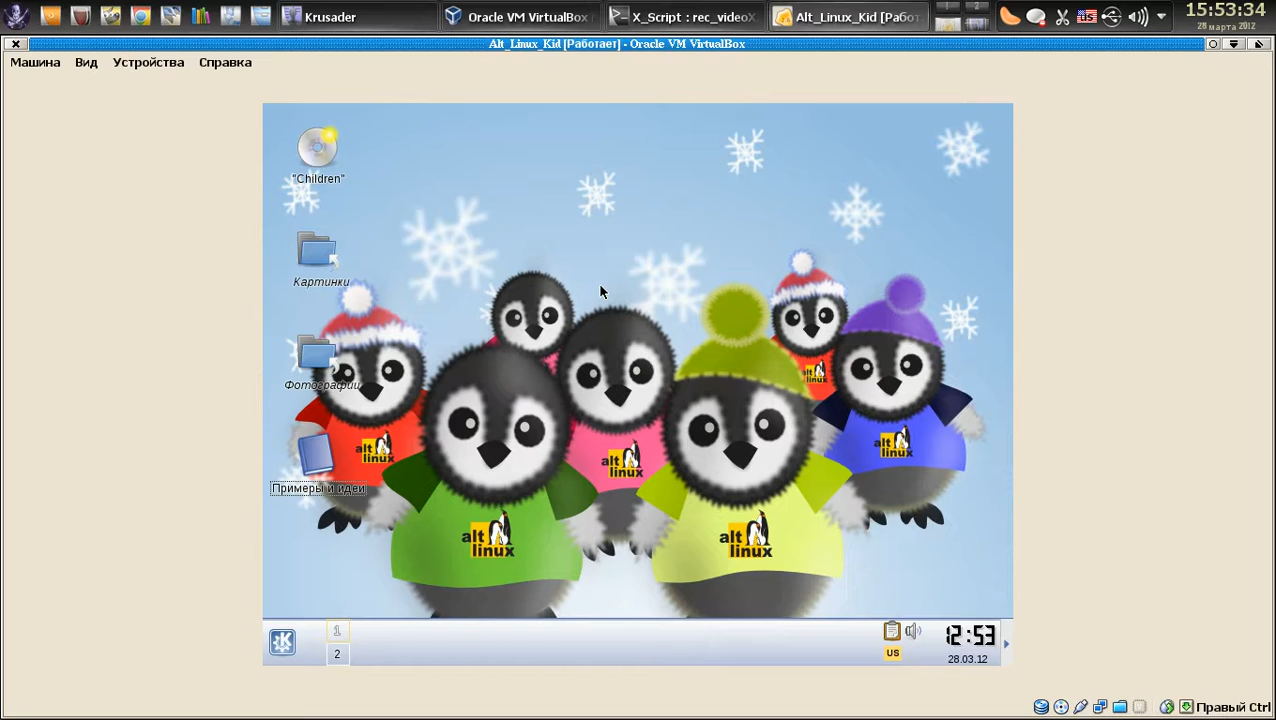 Krusader
Oracle VM VirtualBox
X_Script : rec_videoX
Alt_Linux_Kid [Работ
1
2
15:53:34
28 марта 2012
Alt_Linux_Kid [Работает] - Oracle VM VirtualBox
Машина Вид Устройства Справка
"Children"
Картинки
Фотографии
Примеры и идеи
alt linux
alt linux
alt linux
alt linux
alt linux
alt linux
1
2
US
12:53
28.03.12
Правый Ctrl